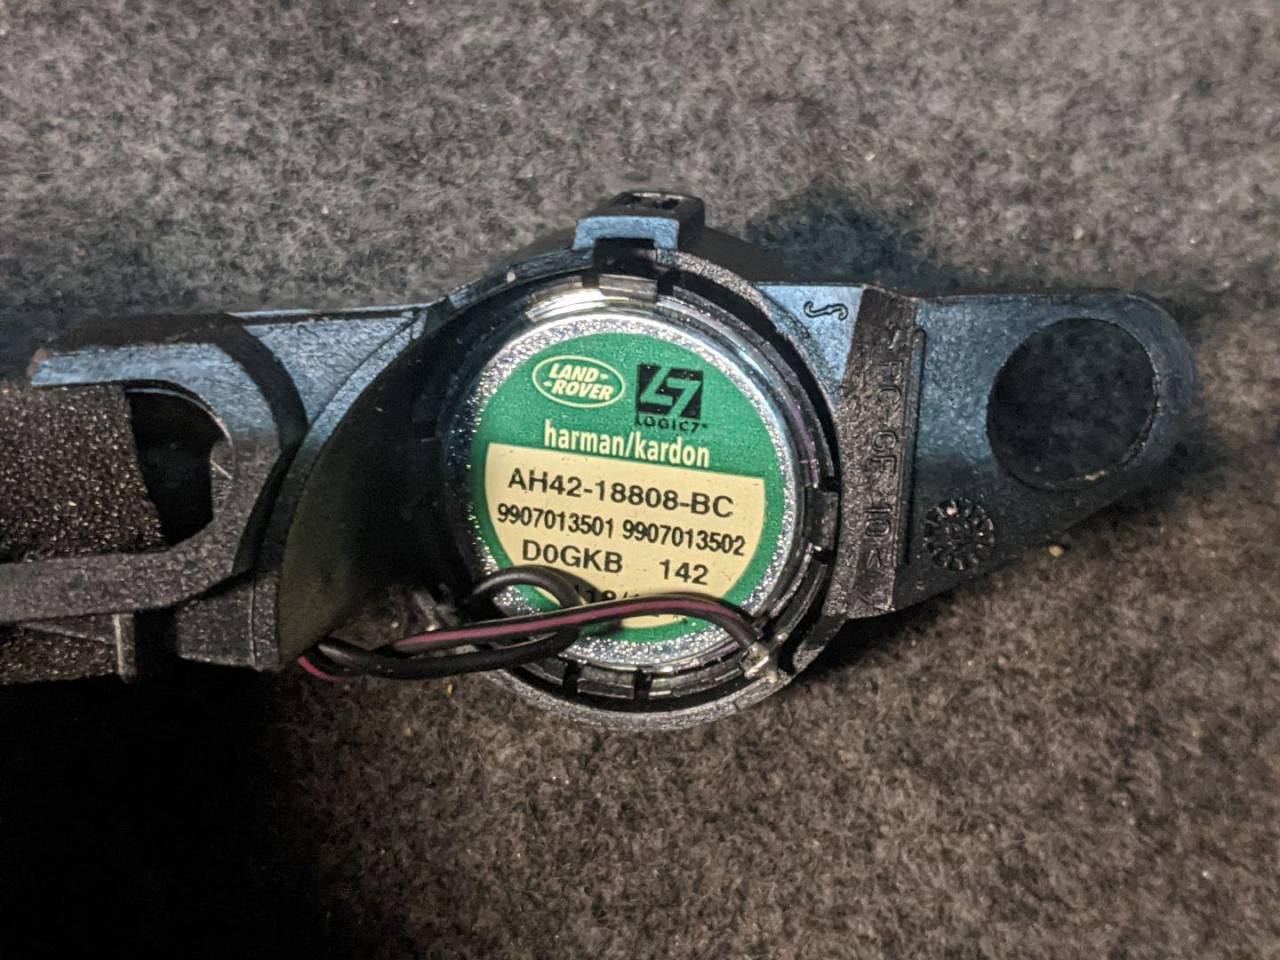 LAND-
-ROVER
LOGIC7
harman/kardon
AH42-18808-BC
9907013501 9907013502
D0GKB 142